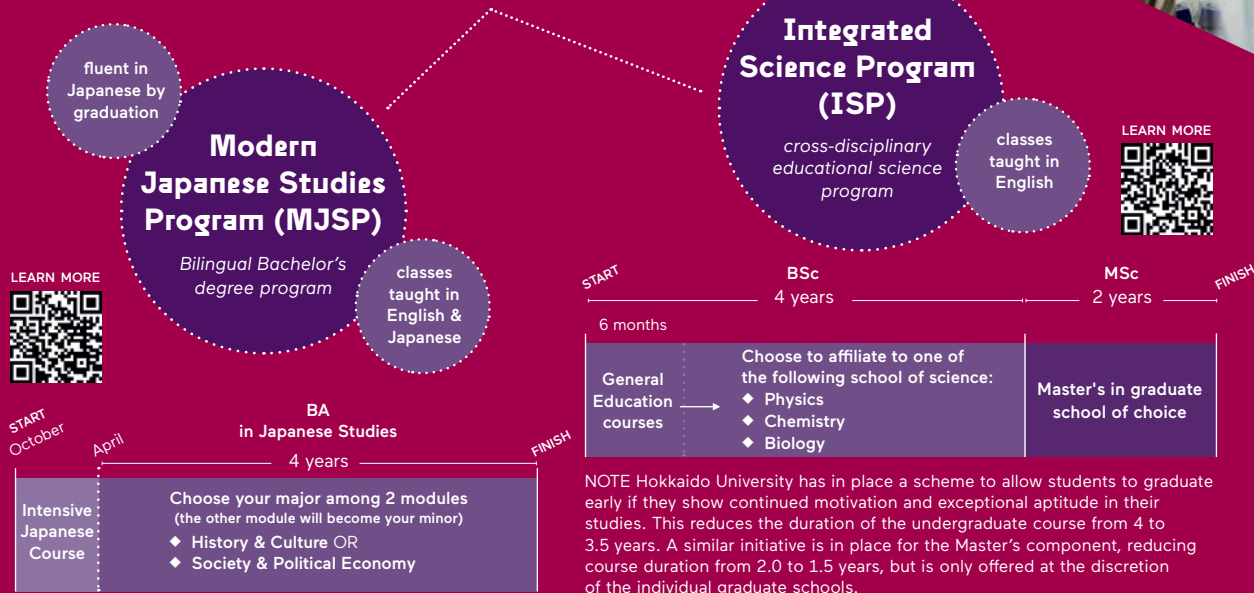 fluent in
Japanese by
graduation
Modern
Japanese Studies
Program (MJSP)
Bilingual Bachelor's
degree program
classes
taught in
English &
Japanese
LEARN MORE
START
October
April
BA
in Japanese Studies
4 years
FINISH
Intensive
Japanese
Course
Choose your major among 2 modules
(the other module will become your minor)
◆ History & Culture OR
◆ Society & Political Economy
Integrated
Science Program
(ISP)
cross-disciplinary
educational science
program
classes
taught in
English
LEARN MORE
START
BSc
4 years
MSc
2 years
FINISH
6 months
General
Education
courses
Choose to affiliate to one of
the following school of science:
◆ Physics
◆ Chemistry
◆ Biology
Master's in graduate
school of choice
NOTE Hokkaido University has in place a scheme to allow students to graduate
early if they show continued motivation and exceptional aptitude in their
studies. This reduces the duration of the undergraduate course from 4 to
3.5 years. A similar initiative is in place for the Master's component, reducing
course duration from 2.0 to 1.5 years, but is only offered at the discretion
of the individual graduate schools.